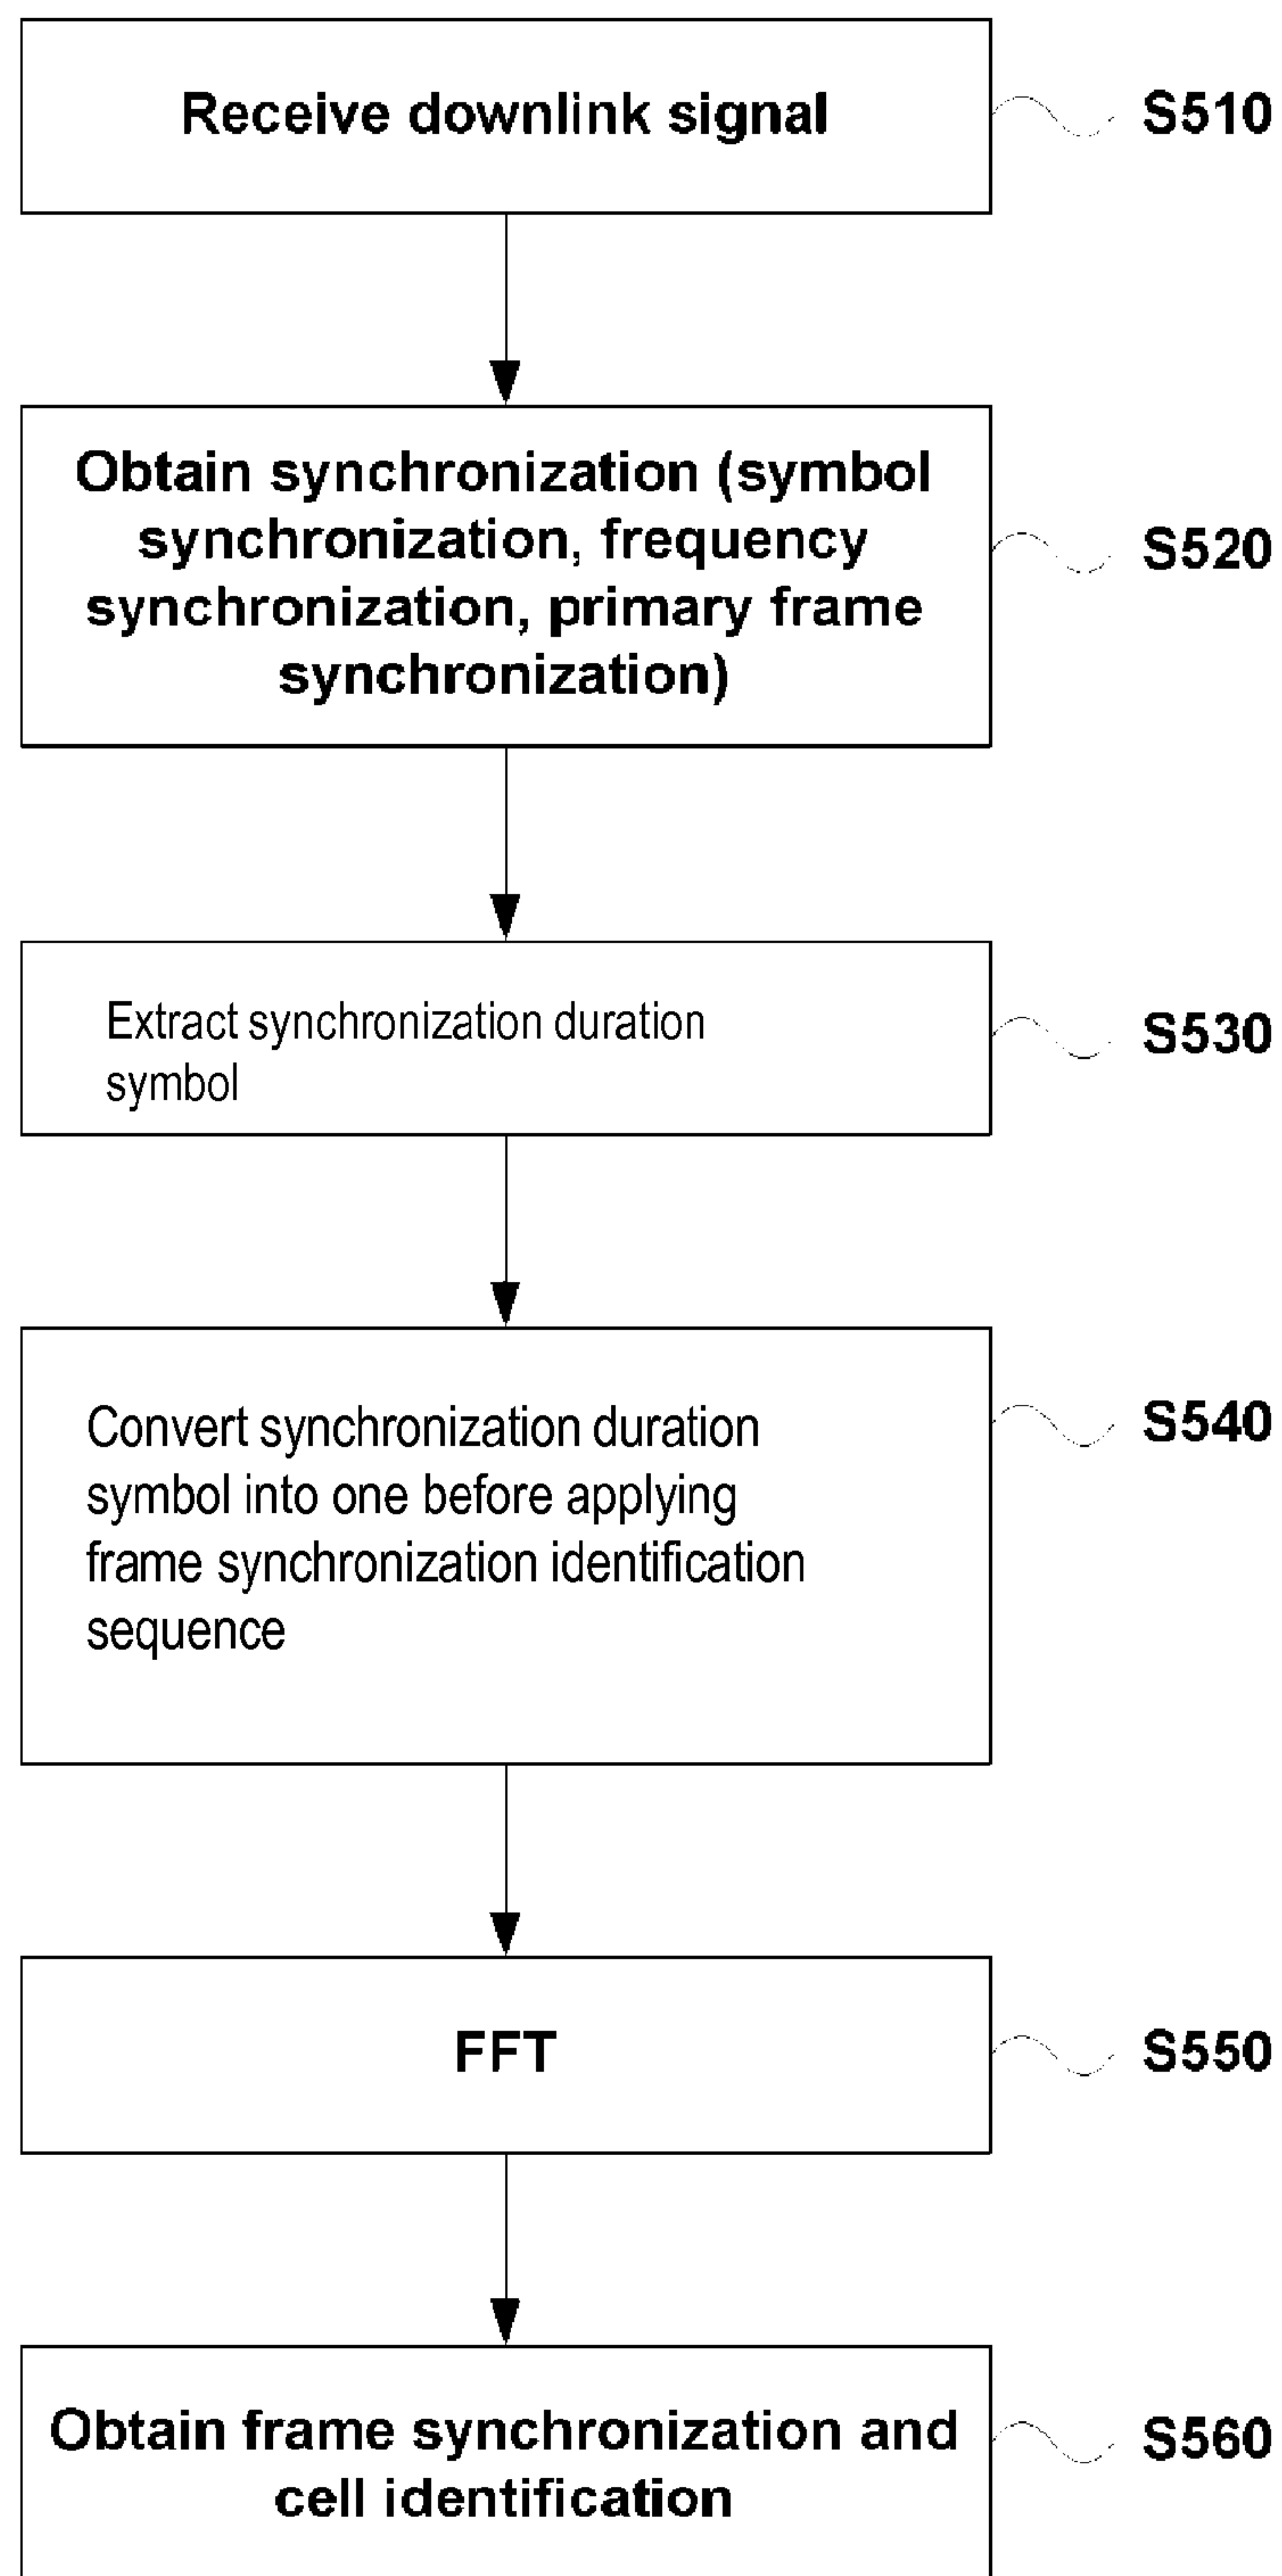 Receive downlink signal
S510
Obtain synchronization (symbol
synchronization, frequency
synchronization, primary frame
synchronization)
S520
Extract synchronization duration
symbol
S530
Convert synchronization duration
symbol into one before applying
frame synchronization identification
sequence
S540
FFT
S550
Obtain frame synchronization and
cell identification
S560